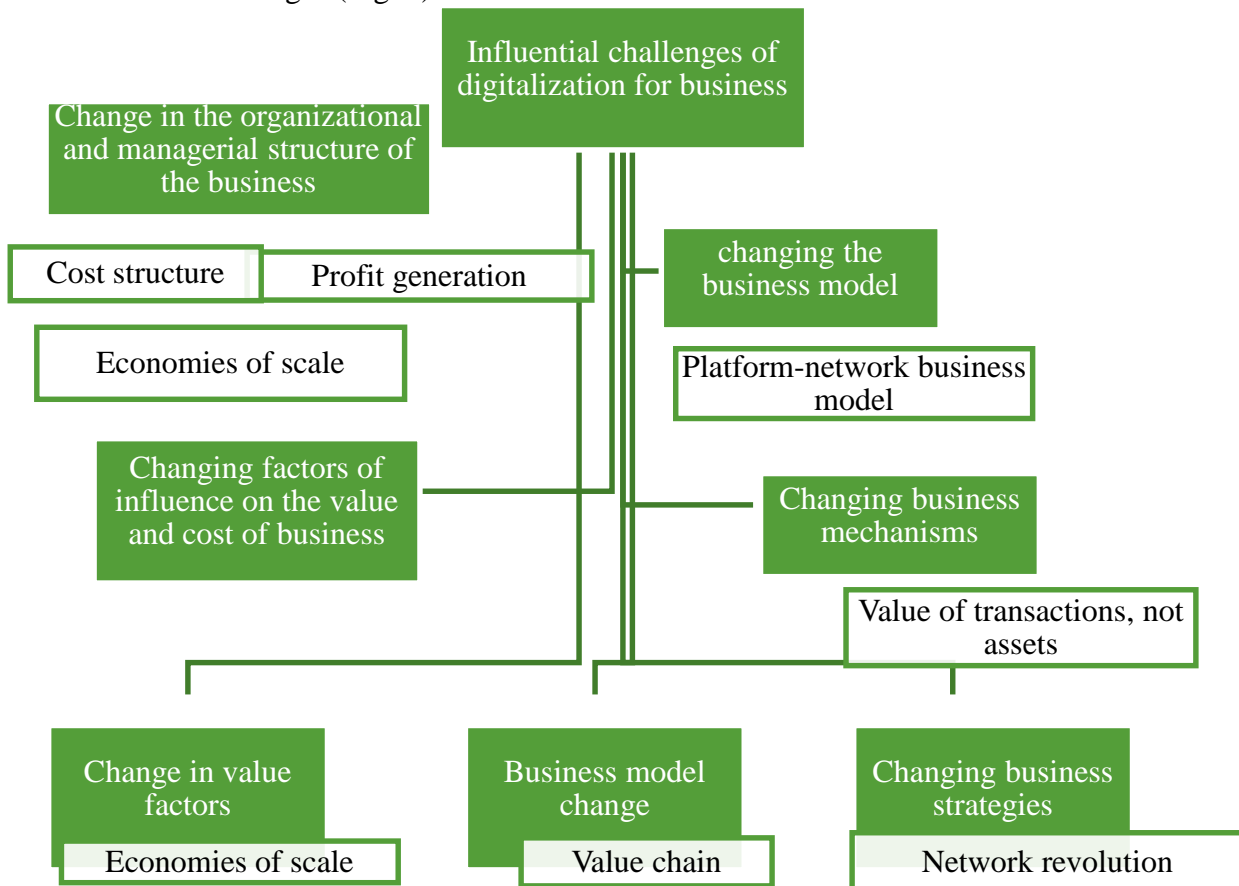 Influential challenges of
digitalization for business
Change in the organizational
and managerial structure of
the business
Cost structure
Profit generation
changing the
business model
Economies of scale
Platform-network business
model
Changing factors of
influence on the value
and cost of business
Changing business
mechanisms
Value of transactions, not
assets
Change in value
factors
Economies of scale
Business model
change
Value chain
Changing business
strategies
Network revolution